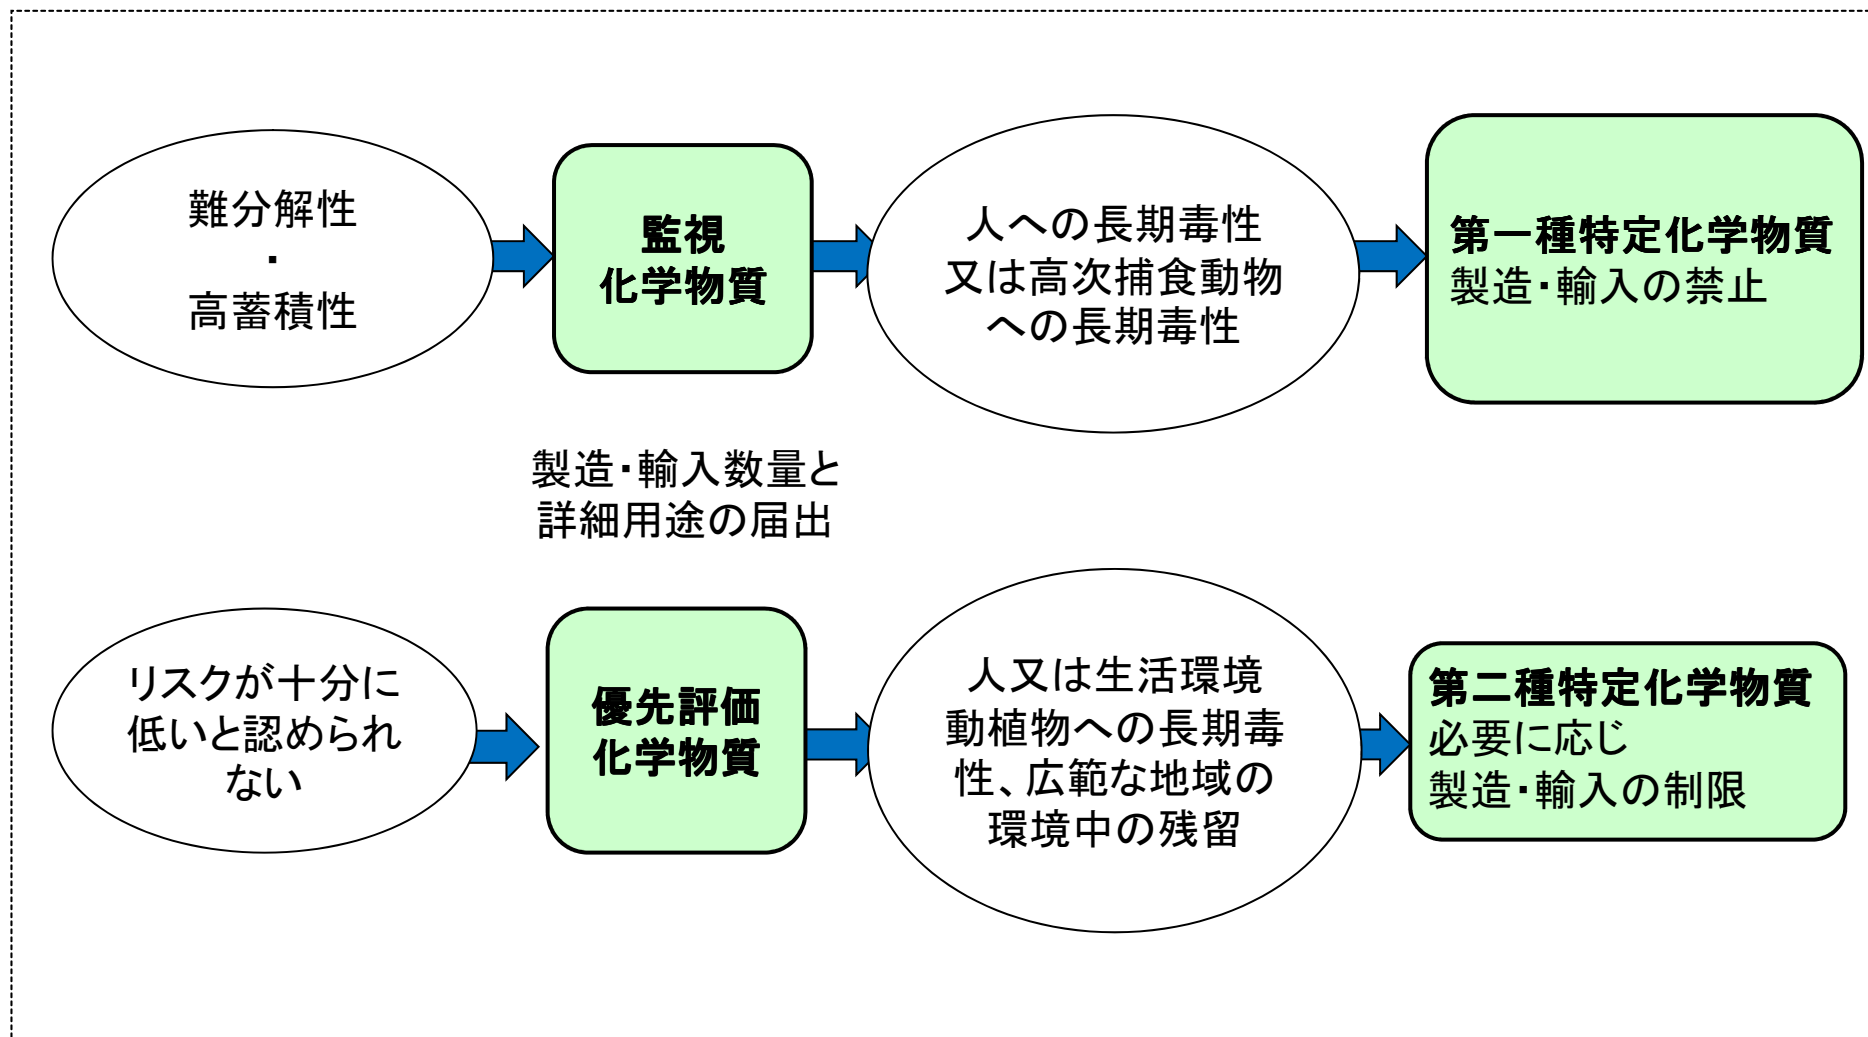 難分解性
・
高蓄積性
監視
化学物質
人への長期毒性
又は高次捕食動物
への長期毒性
第一種特定化学物質
製造・輸入の禁止
製造・輸入数量と
詳細用途の届出
リスクが十分に
低いと認められ
ない
優先評価
化学物質
人又は生活環境
動植物への長期毒
性、広範な地域の
環境中の残留
第二種特定化学物質
必要に応じ
製造・輸入の制限